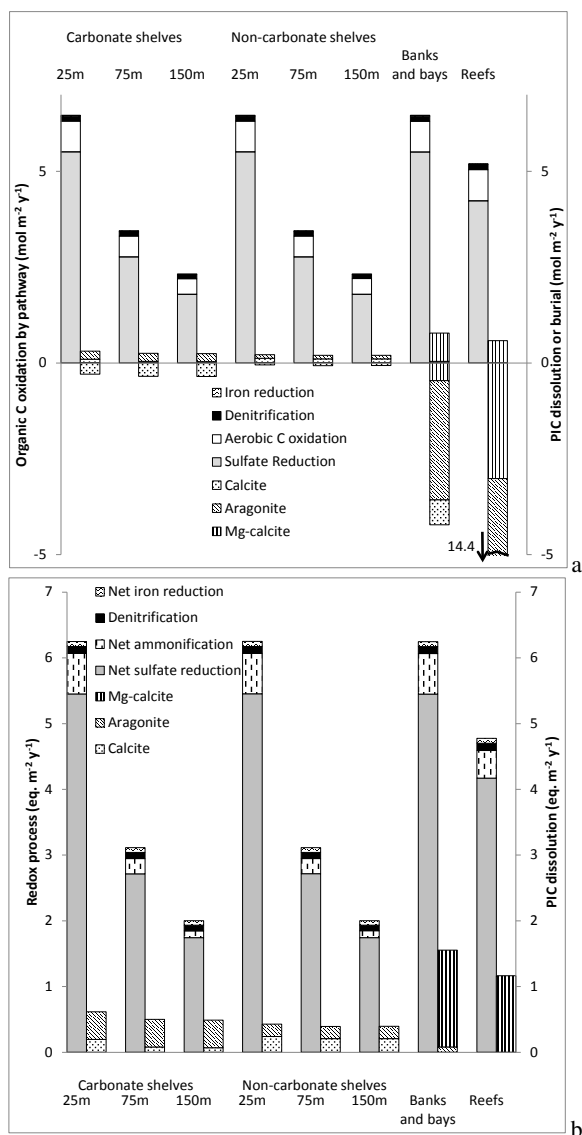 Carbonate shelves Non-carbonate shelves Banks
25m 75m 150m 25m 75m 150m and bays Reefs
5 5
0 0
-5 -5
Organic C oxidation by pathway (mol m⁻² y⁻¹)
PIC dissolution or burial (mol m⁻² y⁻¹)
Iron reduction
Denitrification
Aerobic C oxidation
Sulfate Reduction
Calcite
Aragonite
Mg-calcite
14.4
a
7 7
6 6
5 5
4 4
3 3
2 2
1 1
0 0
Redox process (eq. m⁻² y⁻¹)
PIC dissolution (eq. m⁻² y⁻¹)
Net iron reduction
Denitrification
Net ammonification
Net sulfate reduction
Mg-calcite
Aragonite
Calcite
Carbonate shelves Non-carbonate shelves Banks
25m 75m 150m 25m 75m 150m and bays Reefs
b